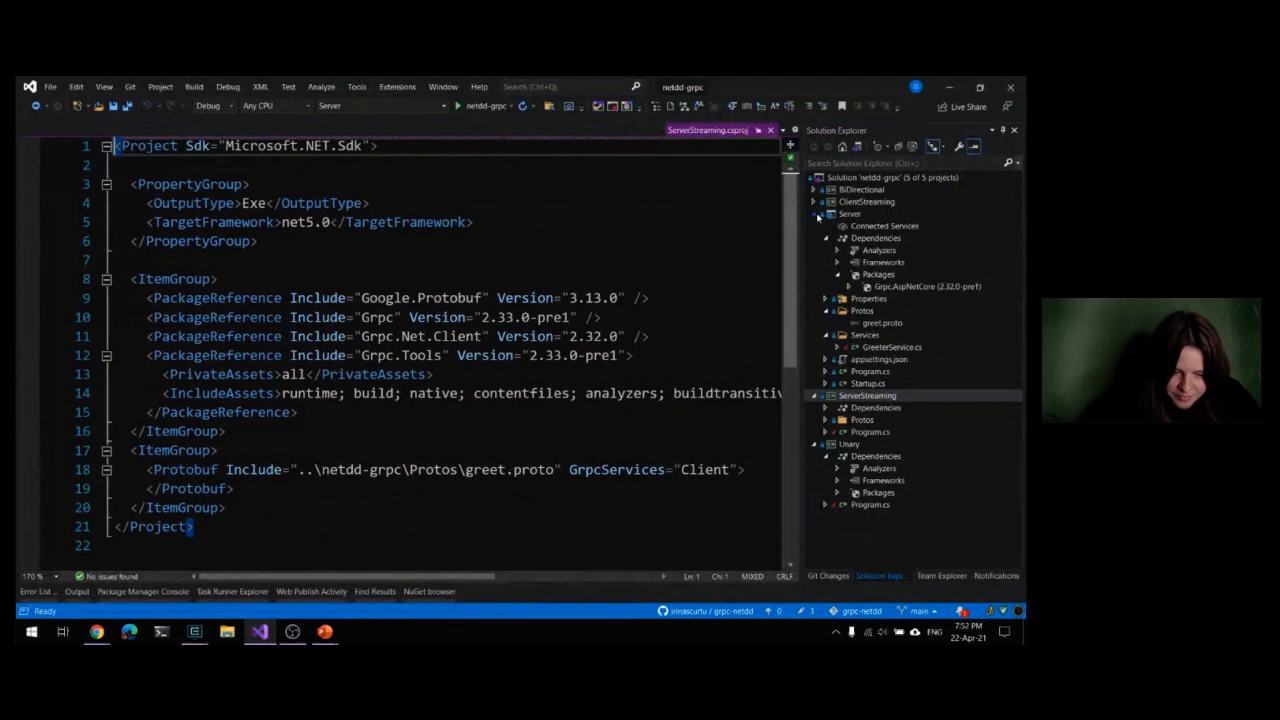 File Edit View Git Project Build Debug XML Test Analyze Tools Extensions Window Help Search (Ctrl+Q) netdd-grpc
Debug Any CPU Server netdd-grpc Live Share
ServerStreaming.csproj
1 <Project Sdk="Microsoft.NET.Sdk">
2
3 <PropertyGroup>
4 <OutputType>Exe</OutputType>
5 <TargetFramework>net5.0</TargetFramework>
6 </PropertyGroup>
7
8 <ItemGroup>
9 <PackageReference Include="Google.Protobuf" Version="3.13.0" />
10 <PackageReference Include="Grpc" Version="2.33.0-pre1" />
11 <PackageReference Include="Grpc.Net.Client" Version="2.32.0" />
12 <PackageReference Include="Grpc.Tools" Version="2.33.0-pre1">
13 <PrivateAssets>all</PrivateAssets>
14 <IncludeAssets>runtime; build; native; contentfiles; analyzers; buildtransitiv
15 </PackageReference>
16 </ItemGroup>
17 <ItemGroup>
18 <Protobuf Include="..\netdd-grpc\Protos\greet.proto" GrpcServices="Client">
19 </Protobuf>
20 </ItemGroup>
21 </Project>
22
170 % No issues found Ln: 1 Ch: 1 MIXED CRLF
Solution Explorer
Search Solution Explorer (Ctrl+;)
Solution 'netdd-grpc' (5 of 5 projects)
BiDirectional
ClientStreaming
Server
Connected Services
Dependencies
Analyzers
Frameworks
Packages
Grpc.AspNetCore (2.32.0-pre1)
Properties
Protos
greet.proto
Services
GreeterService.cs
appsettings.json
Program.cs
Startup.cs
ServerStreaming
Dependencies
Protos
Program.cs
Unary
Dependencies
Analyzers
Frameworks
Packages
Program.cs
Git Changes Solution Expl... Team Explorer Notifications
Error List ... Output Package Manager Console Task Runner Explorer Web Publish Activity Find Results NuGet browser
Ready irinascurtu / grpc-netdd 0 3 grpc-netdd main
ENG 7:52 PM
22-Apr-21